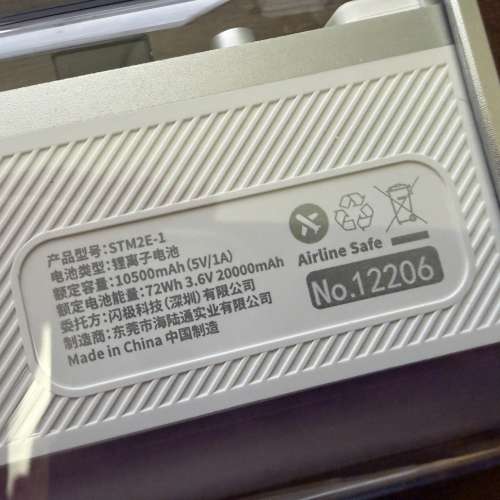 产品型号:STM2E-1
电池类型:锂离子电池
额定容量:10500mAh(5V/1A)
额定电池能量:72Wh 3.6V 20000mAh
委托方:闪极科技(深圳)有限公司
制造商:东莞市海陆通实业有限公司
Made in China 中国制造
Airline Safe
No.12206